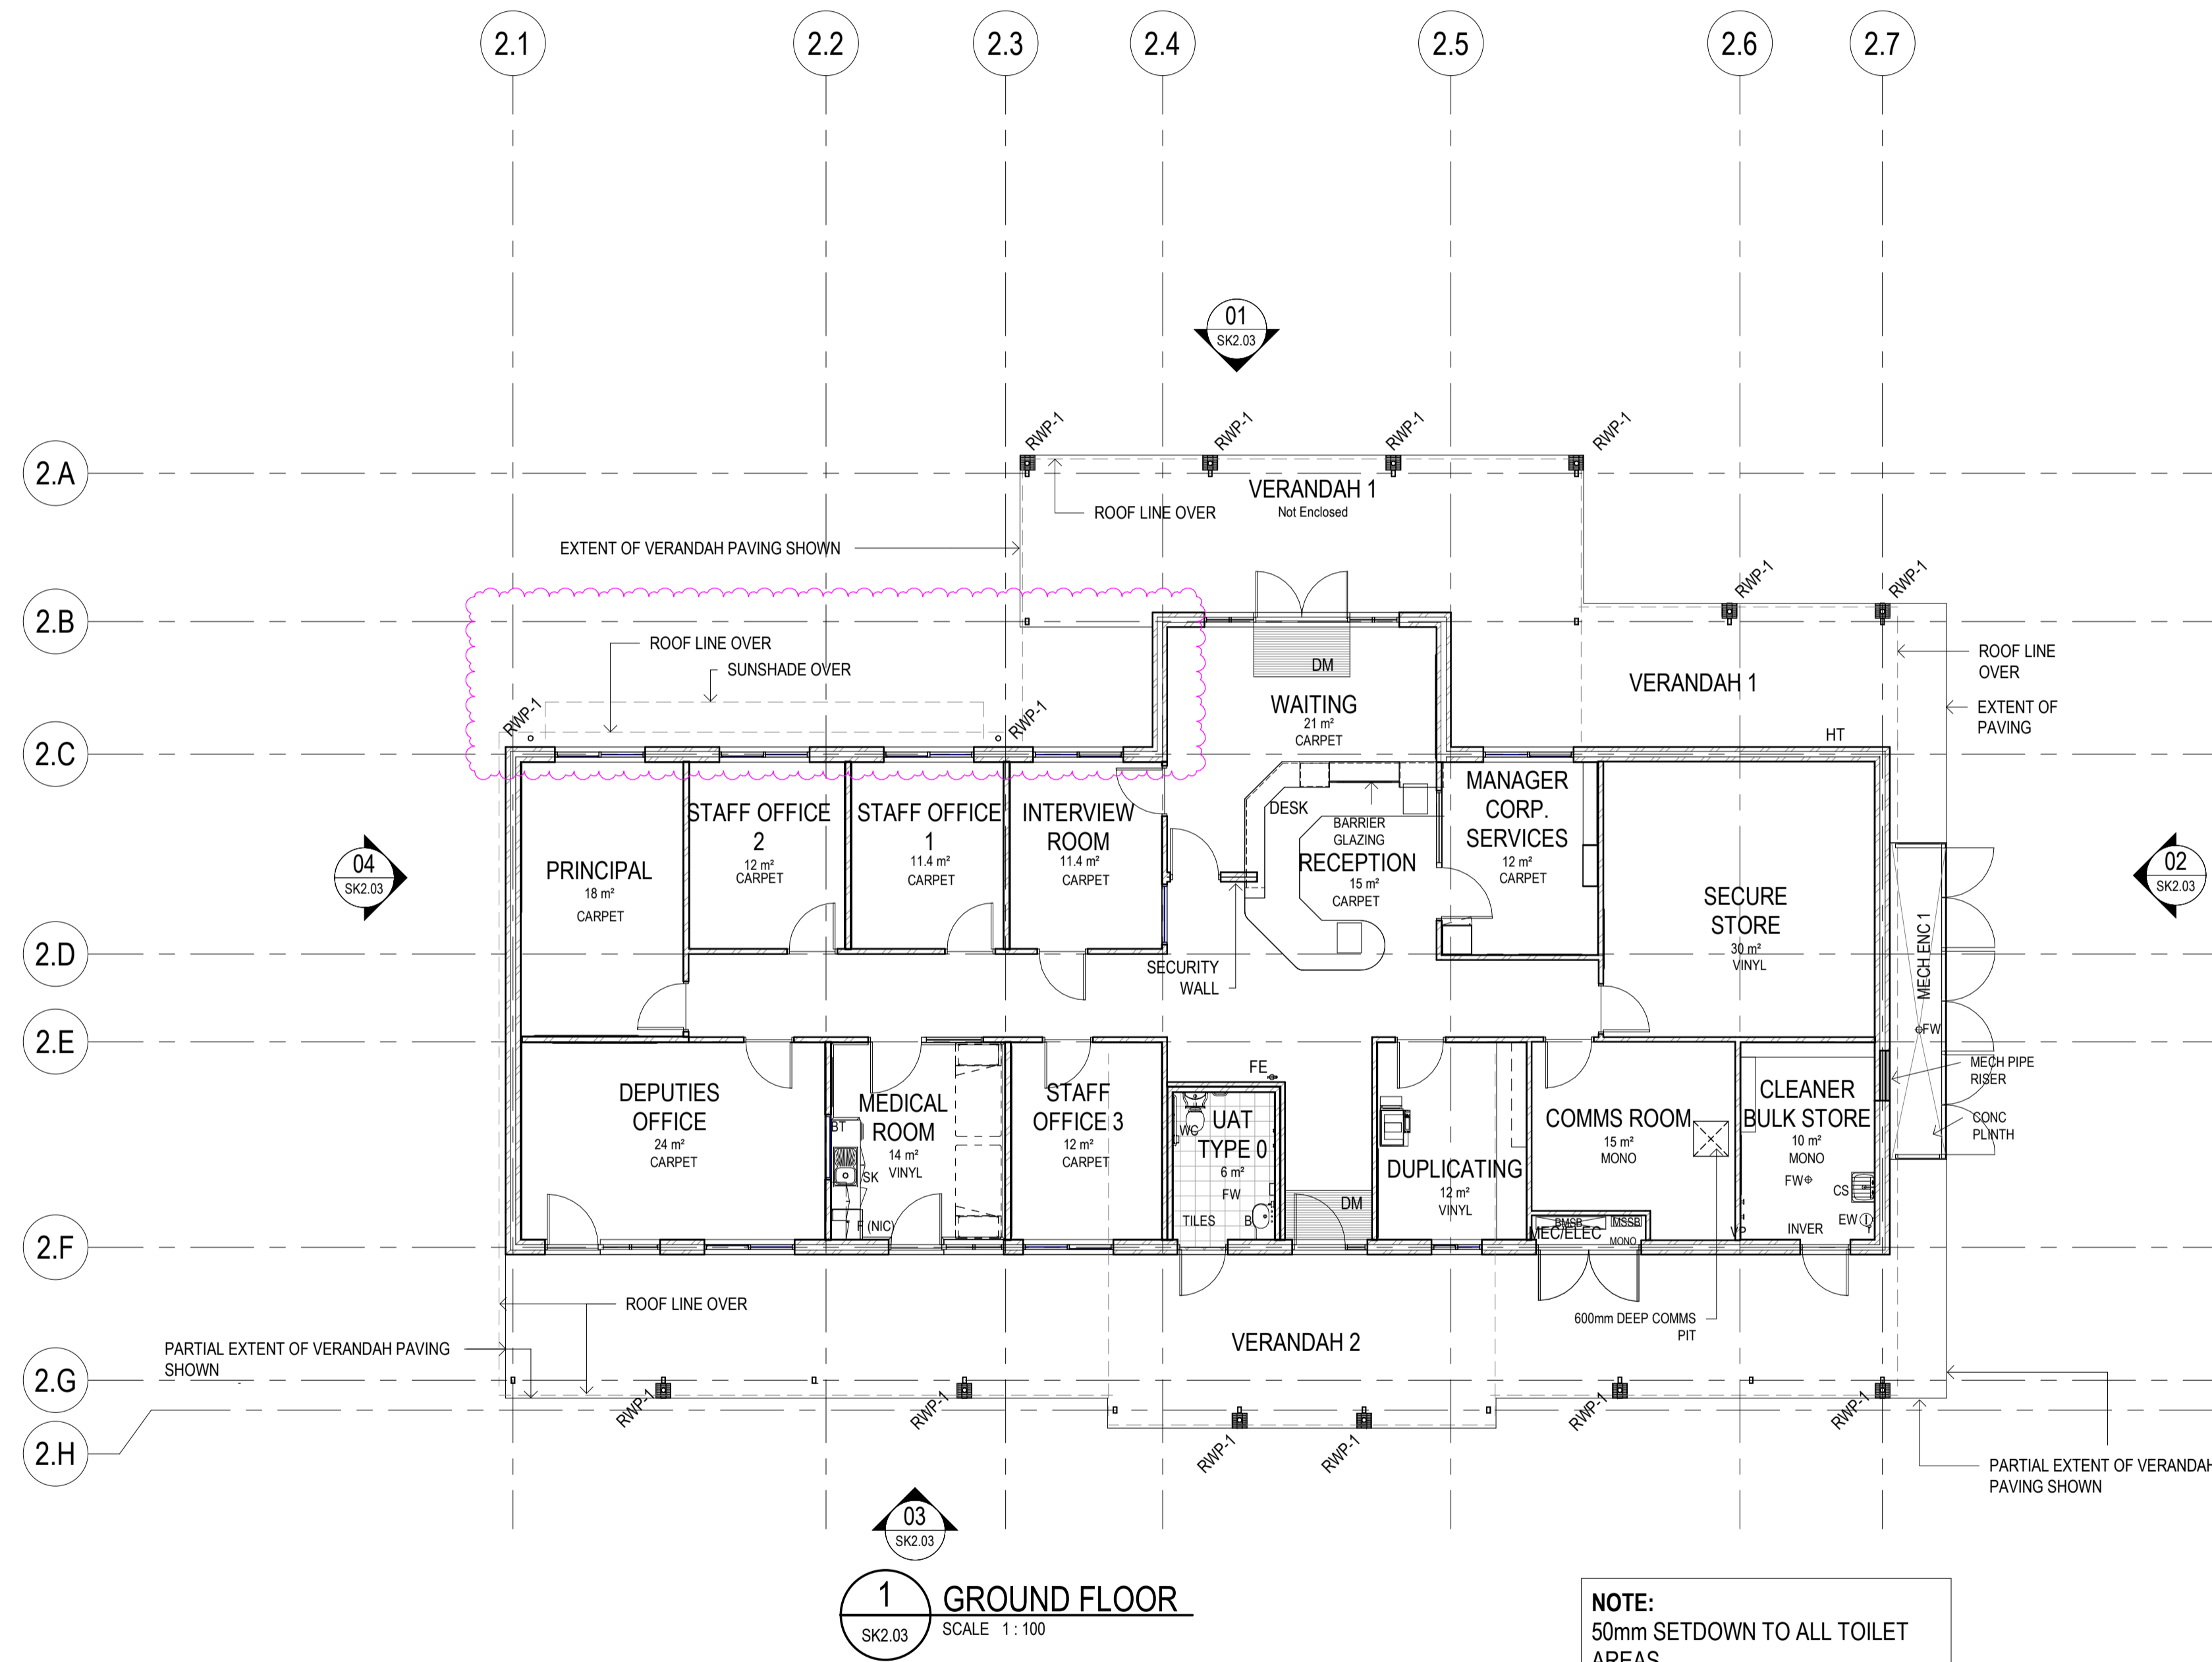 2.1
2.2
2.3
2.4
2.5
2.6
2.7
01
SK2.03
RWP-1
RWP-1
RWP-1
RWP-1
2.A
VERANDAH 1
Not Enclosed
ROOF LINE OVER
EXTENT OF VERANDAH PAVING SHOWN
RWP-1
RWP-1
2.B
ROOF LINE OVER
SUNSHADE OVER
DM
ROOF LINE
OVER
VERANDAH 1
WAITING
21 m²
CARPET
EXTENT OF
PAVING
RWP-1
RWP-1
HT
2.C
STAFF OFFICE
2
12 m²
CARPET
STAFF OFFICE
1
11.4 m²
CARPET
INTERVIEW
ROOM
11.4 m²
CARPET
DESK
BARRIER
GLAZING
RECEPTION
15 m²
CARPET
MANAGER
CORP.
SERVICES
12 m²
CARPET
04
SK2.03
PRINCIPAL
18 m²
CARPET
SECURE
STORE
30 m²
VINYL
MECH ENC 1
02
SK2.03
2.D
SECURITY
WALL
FW
2.E
FE
MECH PIPE
RISER
DEPUTIES
OFFICE
24 m²
CARPET
MEDICAL
ROOM
14 m²
VINYL
BT
SK
F (NIC)
STAFF
OFFICE 3
12 m²
CARPET
WC
UAT
TYPE 0
6 m²
FW
TILES
B
DM
DUPLICATING
12 m²
VINYL
COMMS ROOM
15 m²
MONO
CLEANER
BULK STORE
10 m²
MONO
FW
CS
EW
INVER
VP
CONC
PLINTH
BMSB
MSSB
MEC/ELEC
MONO
2.F
ROOF LINE OVER
600mm DEEP COMMS
PIT
VERANDAH 2
PARTIAL EXTENT OF VERANDAH PAVING
SHOWN
2.G
RWP-1
RWP-1
RWP-1
RWP-1
2.H
RWP-1
RWP-1
PARTIAL EXTENT OF VERANDAH
PAVING SHOWN
03
SK2.03
1
SK2.03
GROUND FLOOR
SCALE 1 : 100
NOTE:
50mm SETDOWN TO ALL TOILET
AREAS